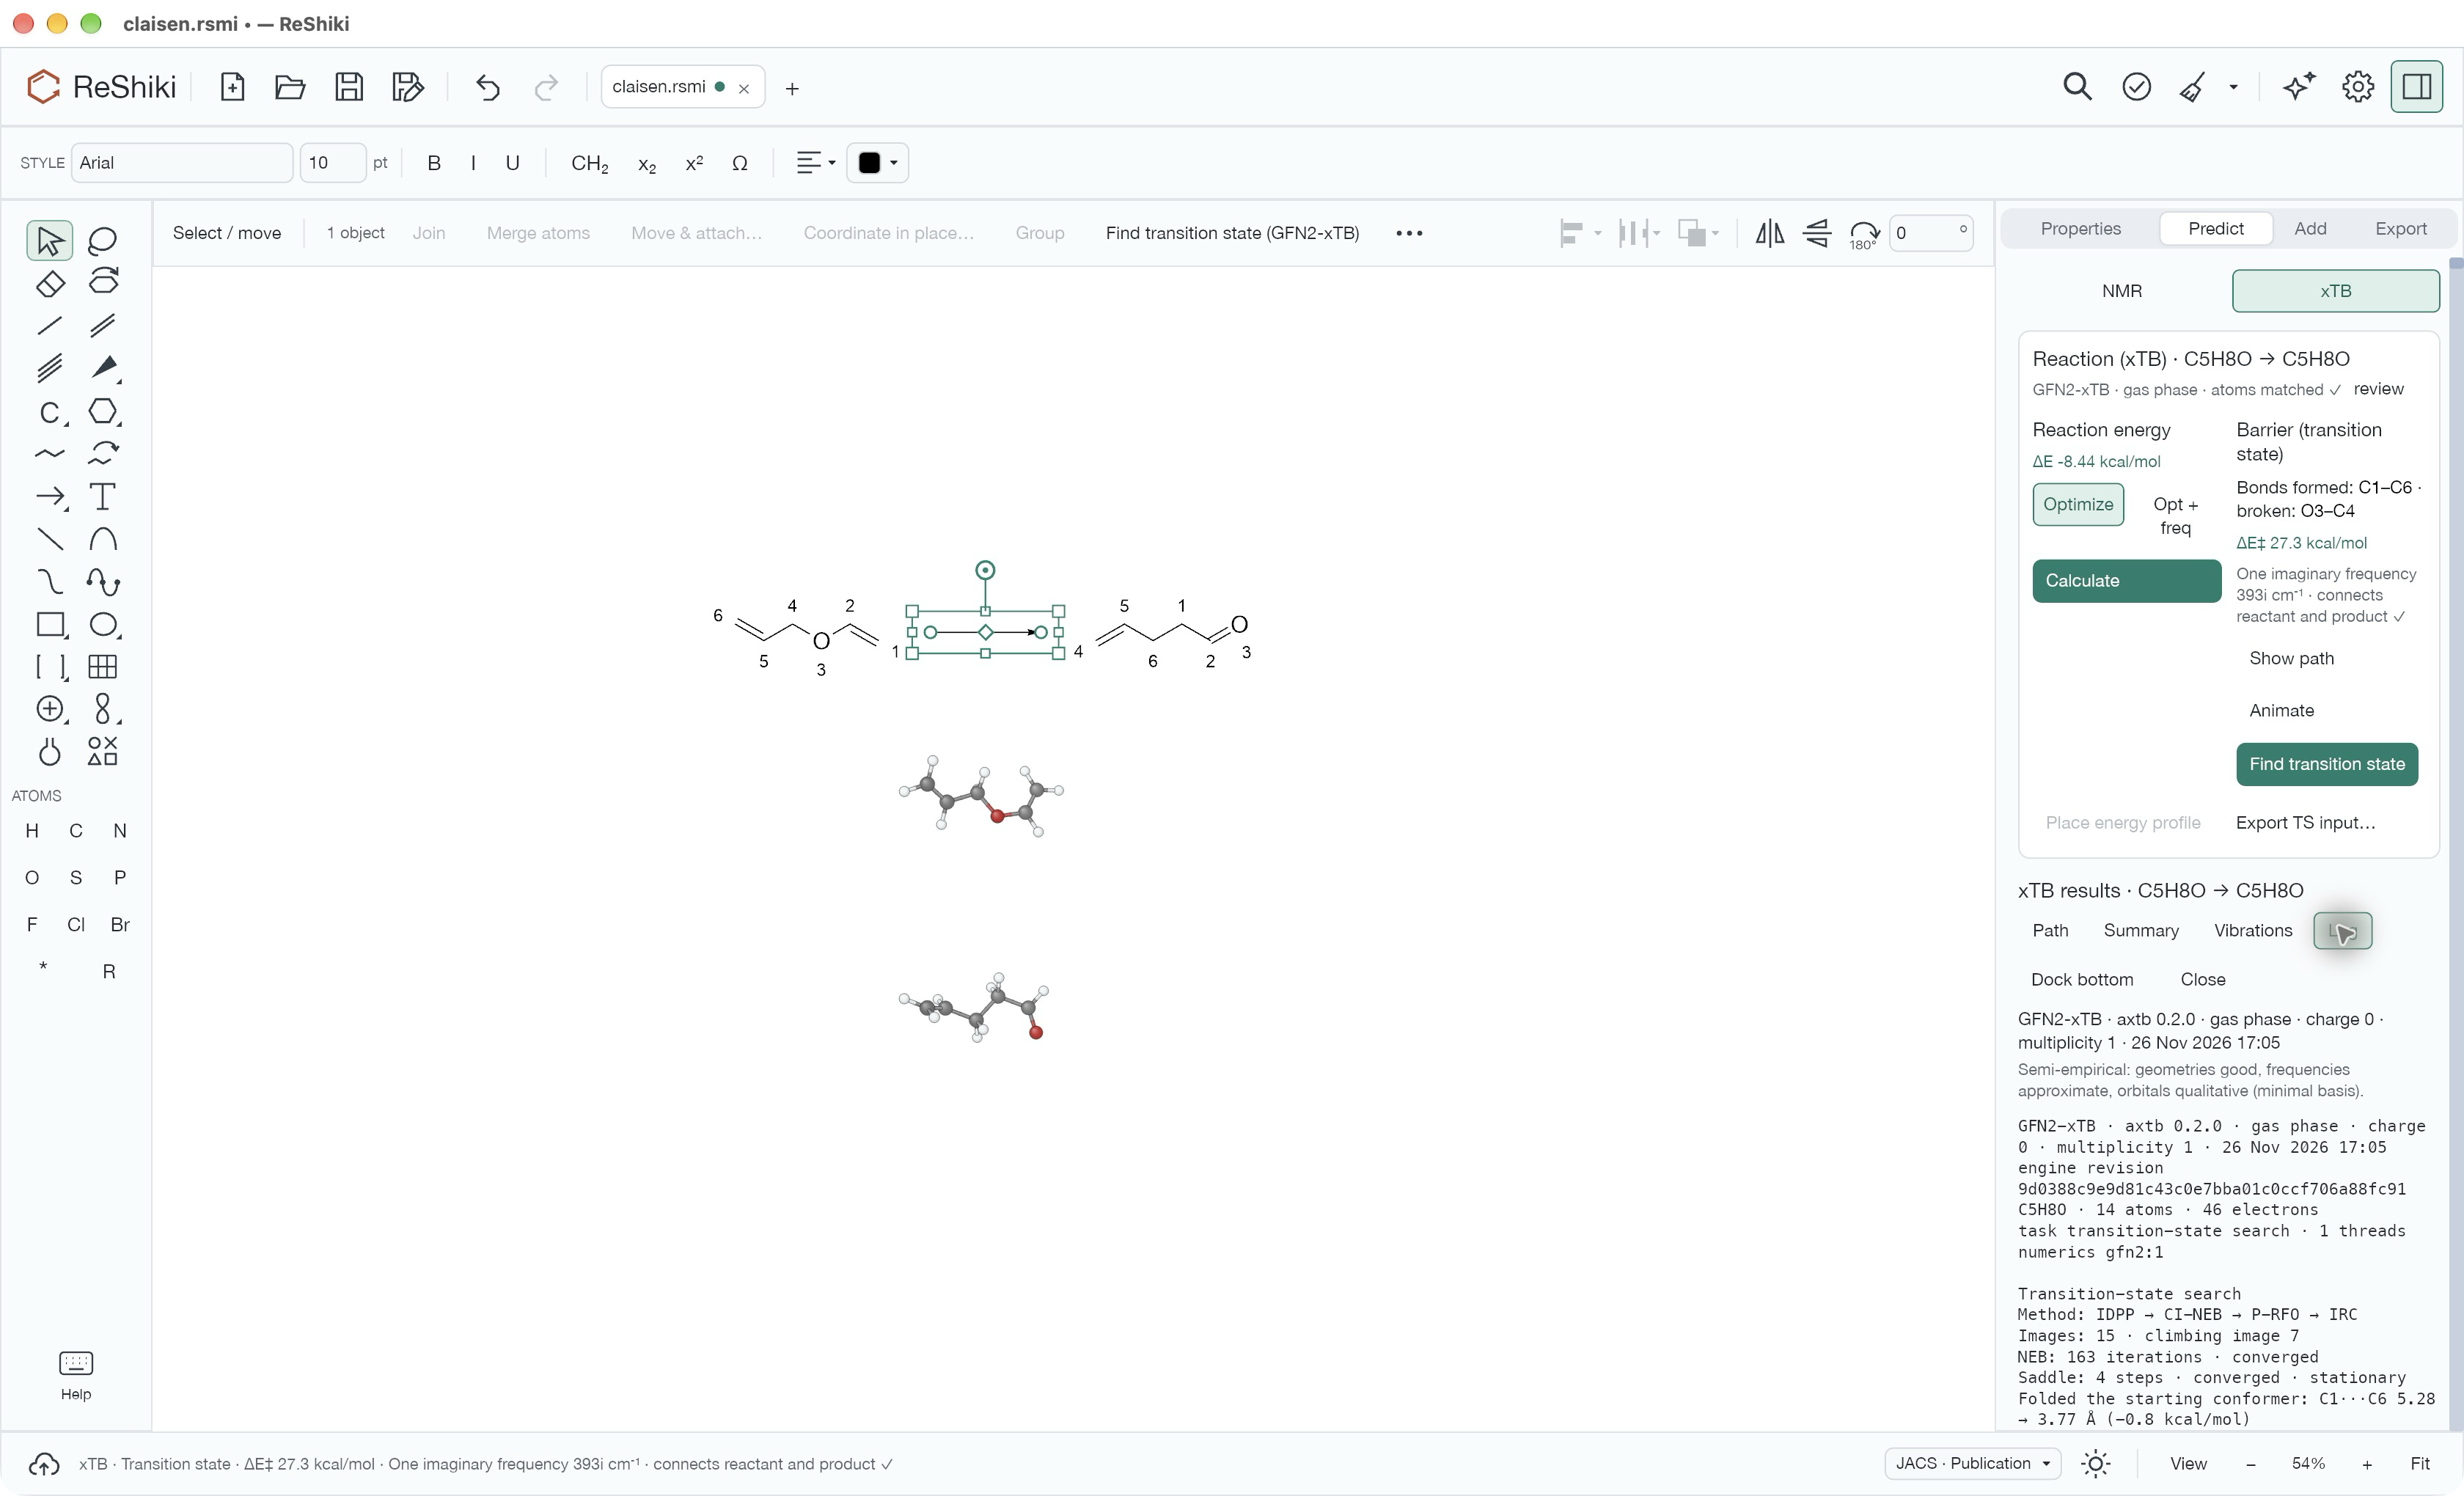 claisen.rsmi • — ReShiki
ReShiki
claisen.rsmi
STYLE Arial 10 pt B I U CH₂ x₂ x² Ω
Select / move 1 object Join Merge atoms Move & attach... Coordinate in place... Group Find transition state (GFN2-xTB) ••• 180° 0 °
Properties Predict Add Export
NMR xTB
Reaction (xTB) · C5H8O → C5H8O
GFN2-xTB · gas phase · atoms matched ✓ review
Reaction energy
ΔE -8.44 kcal/mol
Optimize
Opt +
freq
Calculate
Barrier (transition
state)
Bonds formed: C1–C6 ·
broken: O3–C4
ΔE‡ 27.3 kcal/mol
One imaginary frequency
393i cm⁻¹ · connects
reactant and product ✓
Show path
Animate
Find transition state
Place energy profile Export TS input...
xTB results · C5H8O → C5H8O
Path Summary Vibrations
Dock bottom Close
GFN2-xTB · axtb 0.2.0 · gas phase · charge 0 ·
multiplicity 1 · 26 Nov 2026 17:05
Semi-empirical: geometries good, frequencies
approximate, orbitals qualitative (minimal basis).
GFN2-xTB · axtb 0.2.0 · gas phase · charge
0 · multiplicity 1 · 26 Nov 2026 17:05
engine revision
9d0388c9e9d81c43c0e7bba01c0ccf706a88fc91
C5H8O · 14 atoms · 46 electrons
task transition-state search · 1 threads
numerics gfn2:1
Transition-state search
Method: IDPP → CI-NEB → P-RFO → IRC
Images: 15 · climbing image 7
NEB: 163 iterations · converged
Saddle: 4 steps · converged · stationary
Folded the starting conformer: C1···C6 5.28
→ 3.77 Å (−0.8 kcal/mol)
C
T
ATOMS
H C N
O S P
F Cl Br
* R
Help
6 4 2 5 1
O O
5 3 1 4 6 2 3
xTB · Transition state · ΔE‡ 27.3 kcal/mol · One imaginary frequency 393i cm⁻¹ · connects reactant and product ✓
JACS · Publication View − 54% + Fit